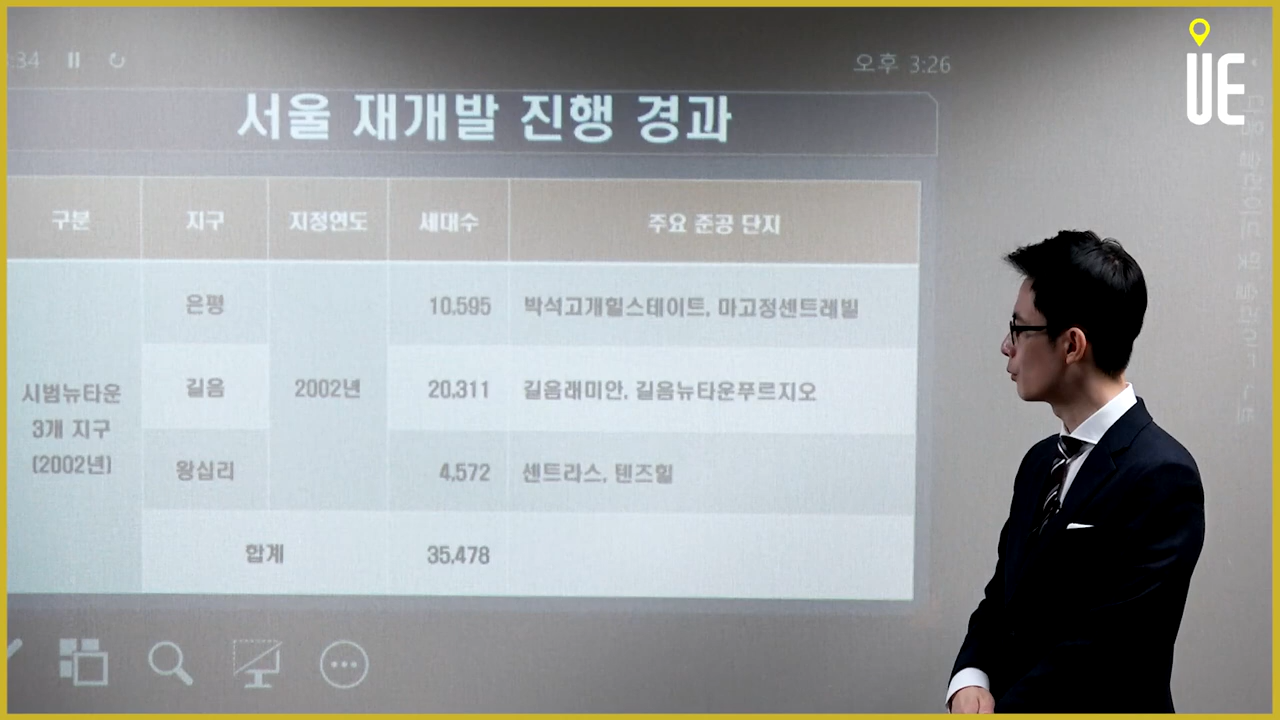 :34
오후 3:26
UE
서울 재개발 진행 경과
구분 지구 지정연도 세대수 주요 준공 단지
시범뉴타운
3개 지구
(2002년)
은평 2002년 10,595 박석고개힐스테이트, 마고정센트레빌
길음 20,311 길음래미안, 길음뉴타운푸르지오
왕십리 4,572 센트라스, 텐즈힐
합계 35,478